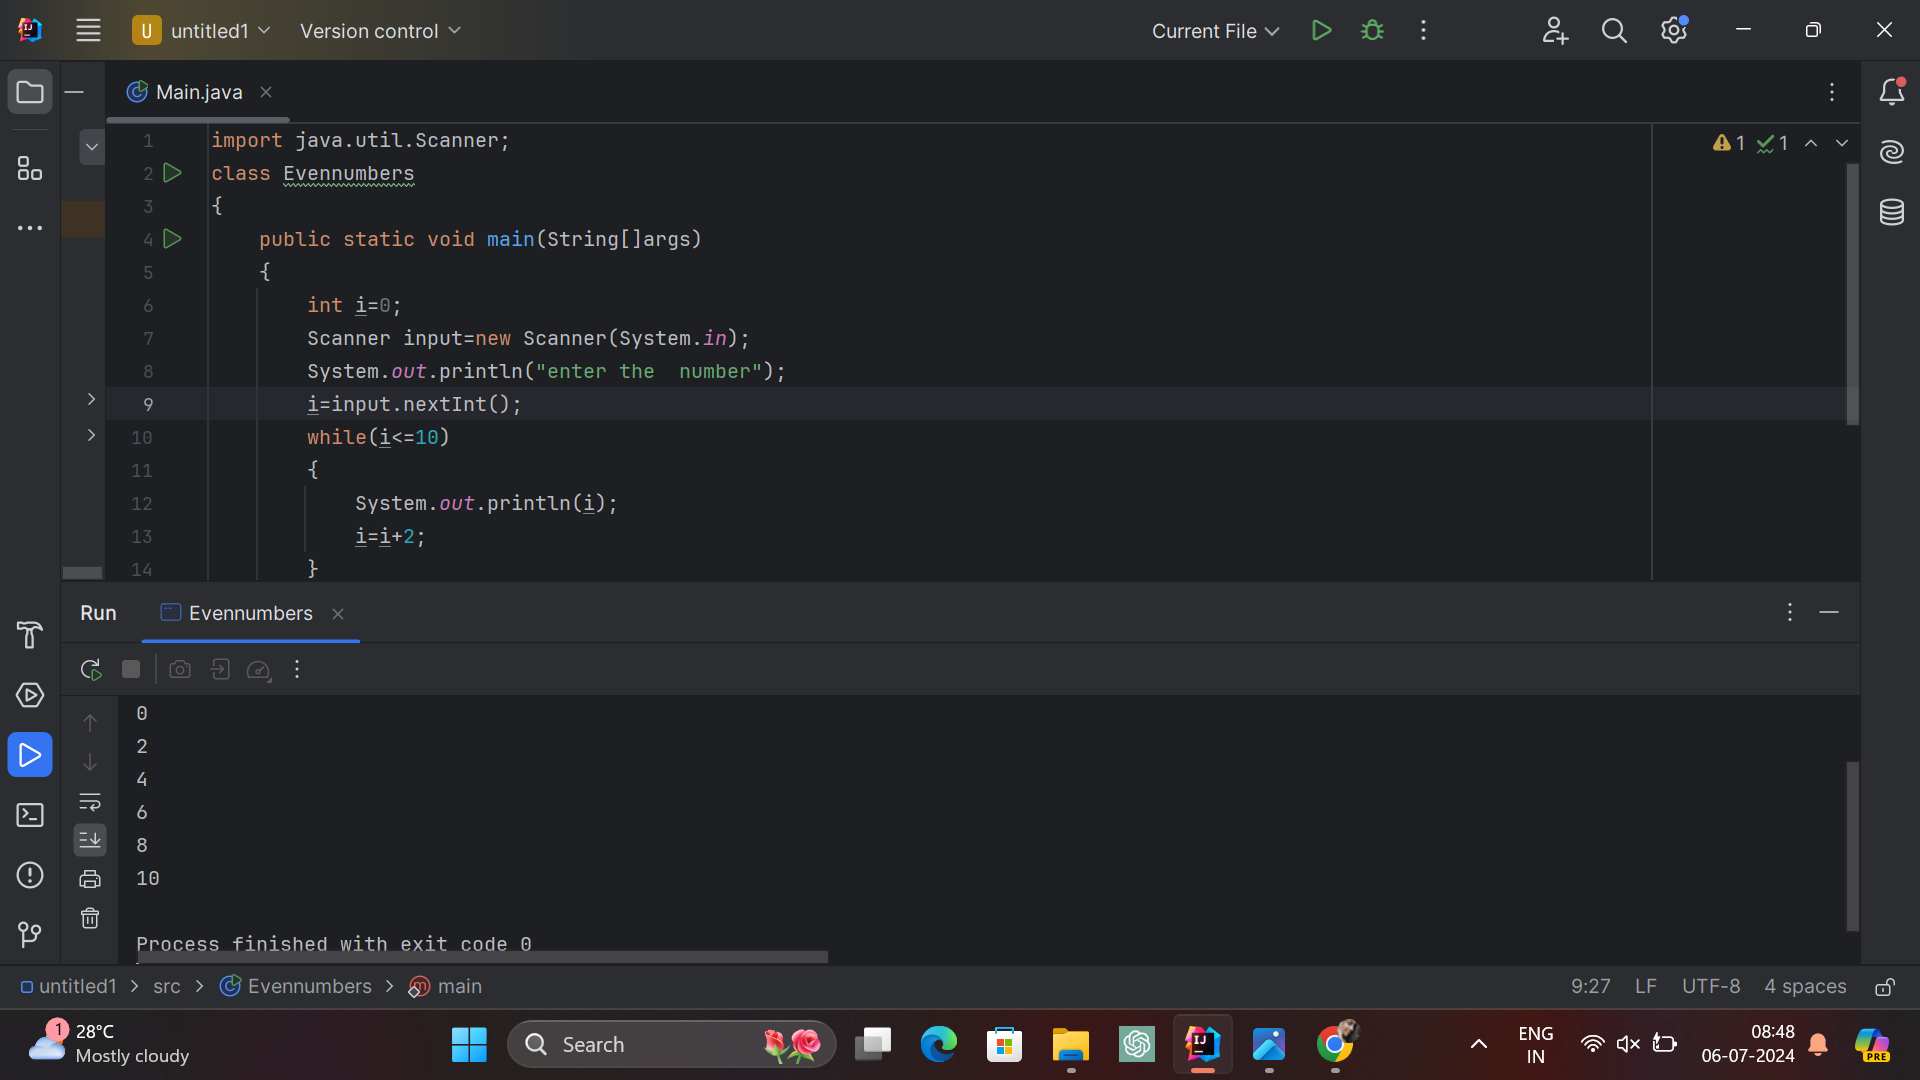 U untitled1 Version control Current File
Main.java
1 import java.util.Scanner; 1 1
2 class Evennumbers
3 {
4 public static void main(String[]args)
5 {
6 int i=0;
7 Scanner input=new Scanner(System.in);
8 System.out.println("enter the  number");
9 i=input.nextInt();
10 while(i<=10)
11 {
12 System.out.println(i);
13 i=i+2;
14 }
Run Evennumbers
0
2
4
6
8
10
Process finished with exit code 0
untitled1 > src > Evennumbers > main 9:27 LF UTF-8 4 spaces
1 28°C
Mostly cloudy
Search
ENG
IN
08:48
06-07-2024
PRE